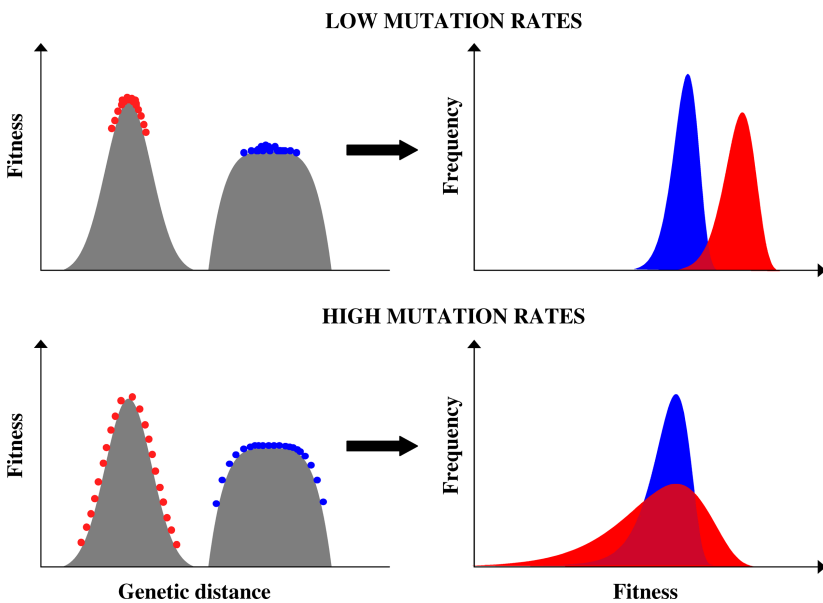 LOW MUTATION RATES
Fitness
Frequency
HIGH MUTATION RATES
Fitness
Frequency
Genetic distance
Fitness